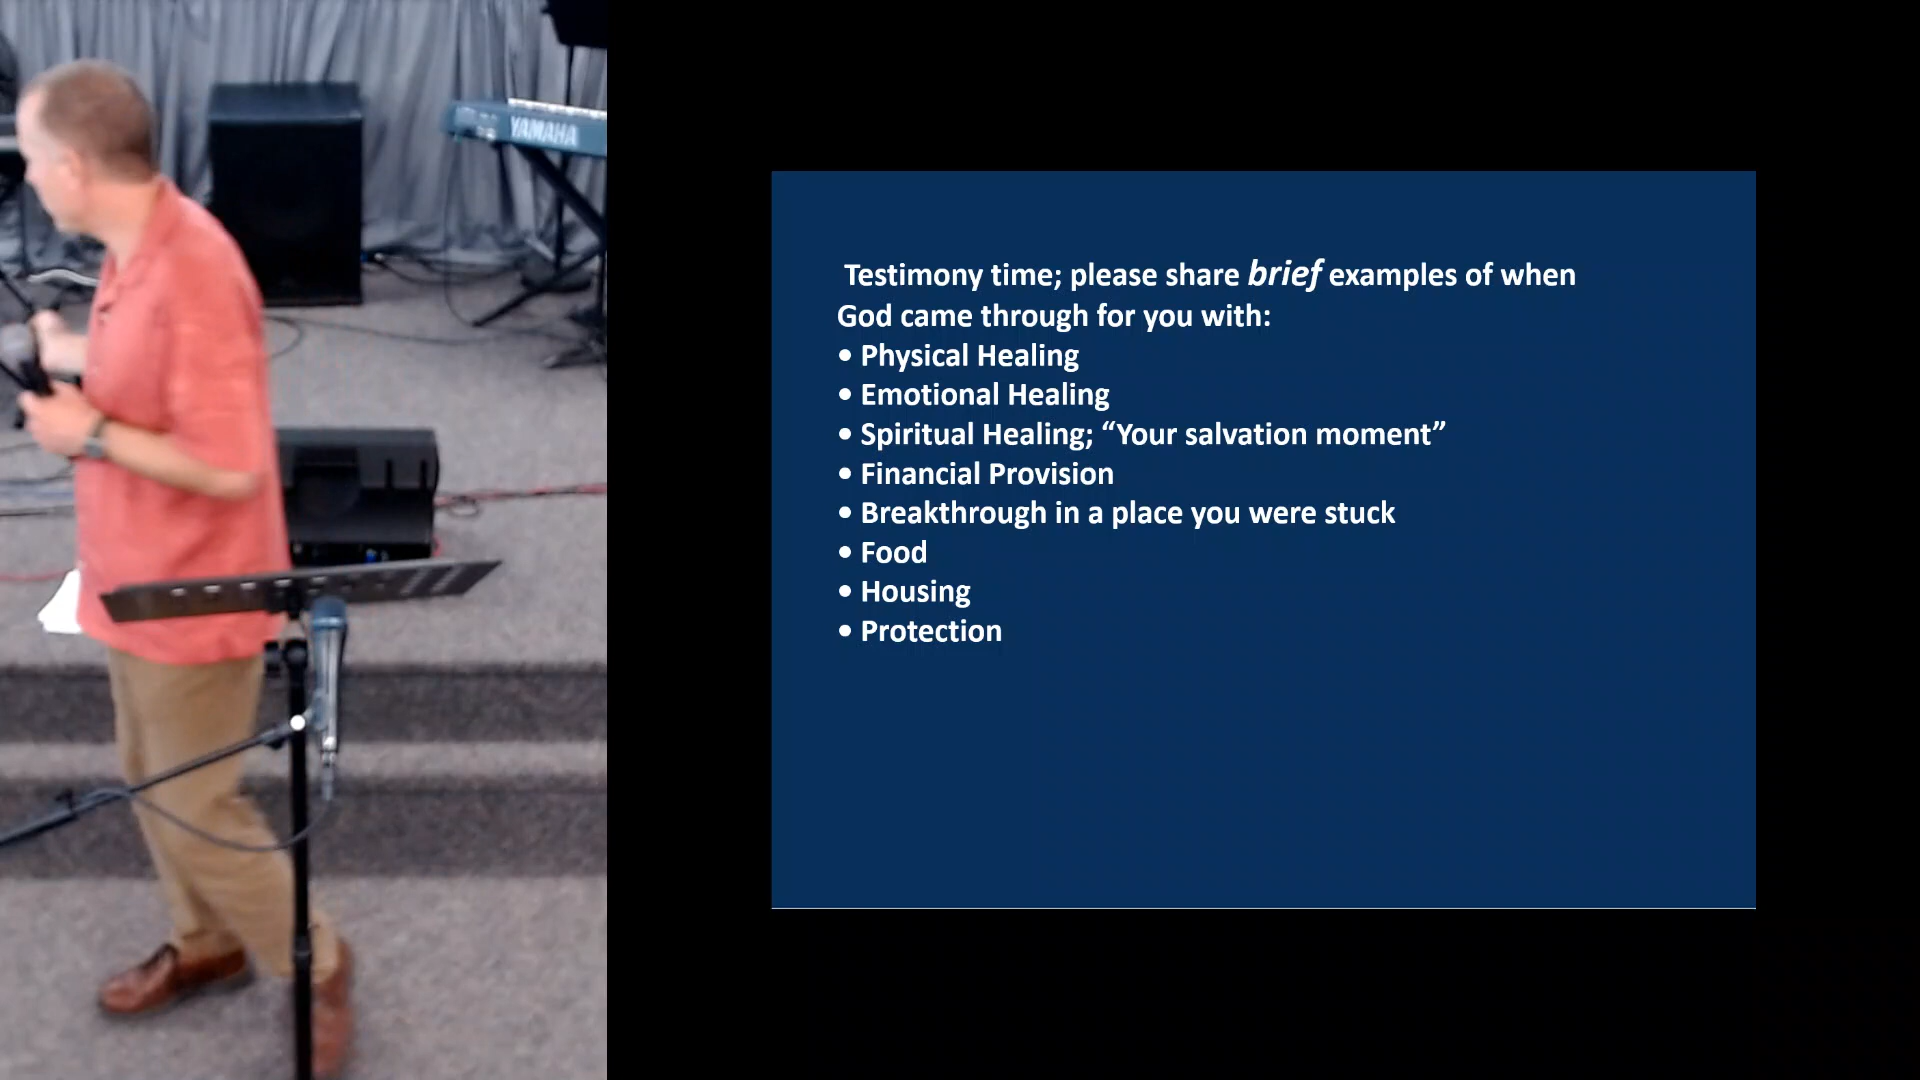 YAMAHA
Testimony time; please share brief examples of when
God came through for you with:
• Physical Healing
• Emotional Healing
• Spiritual Healing; “Your salvation moment”
• Financial Provision
• Breakthrough in a place you were stuck
• Food
• Housing
• Protection